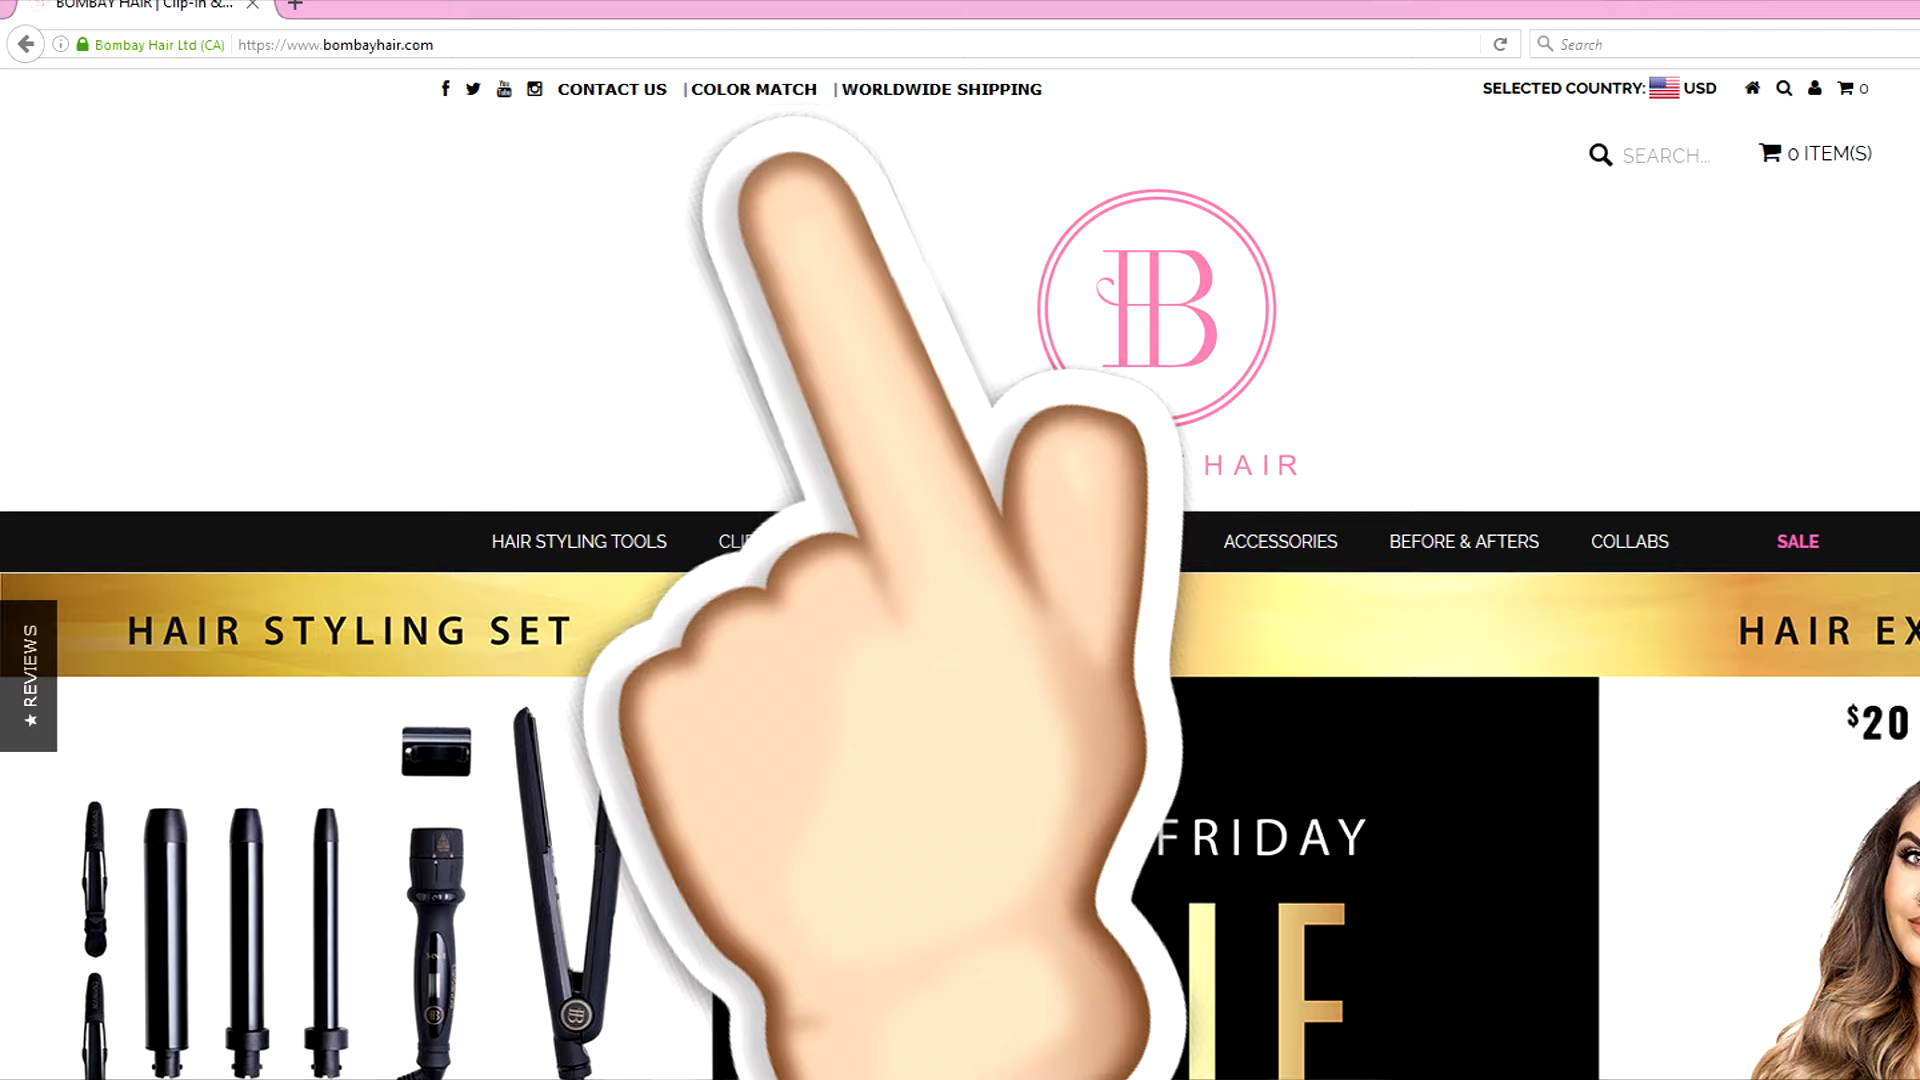 BOMBAY HAIR | Clip-In &...
Bombay Hair Ltd (CA) https://www.bombayhair.com
Search
CONTACT US | COLOR MATCH | WORLDWIDE SHIPPING
SELECTED COUNTRY: USD 0
SEARCH... 0 ITEM(S)
B
HAIR
HAIR STYLING TOOLS CLI ACCESSORIES BEFORE & AFTERS COLLABS SALE
HAIR STYLING SET
HAIR EX
★ REVIEWS
$20
FRIDAY
LE